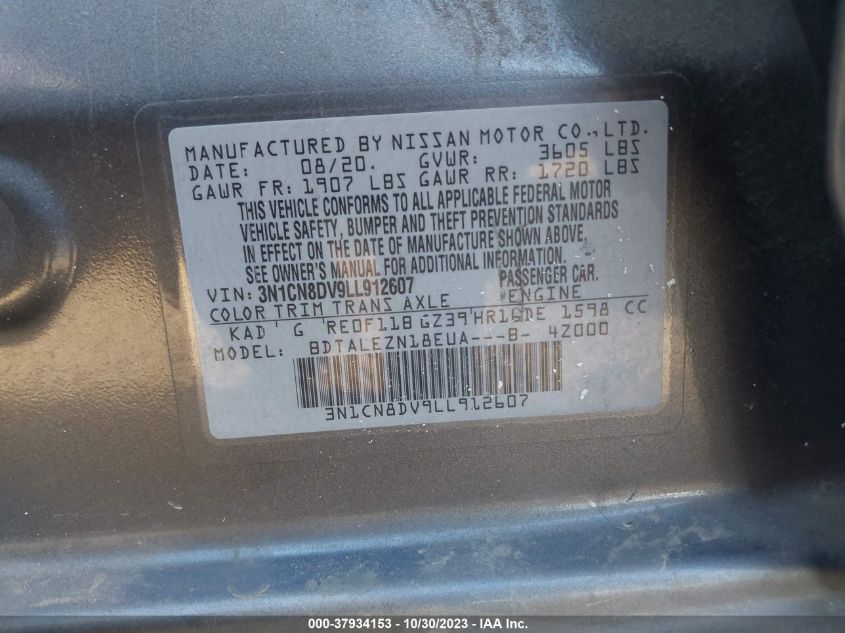 MANUFACTURED BY NISSAN MOTOR CO., LTD.
DATE: 08/20. GVWR: 3605 LBS
GAWR FR: 1907 LBS GAWR RR: 1720 LBS
THIS VEHICLE CONFORMS TO ALL APPLICABLE FEDERAL MOTOR
VEHICLE SAFETY, BUMPER AND THEFT PREVENTION STANDARDS
IN EFFECT ON THE DATE OF MANUFACTURE SHOWN ABOVE.
SEE OWNER'S MANUAL FOR ADDITIONAL INFORMATION.
VIN: 3N1CN8DV9LL912607 PASSENGER CAR.
COLOR TRIM TRANS AXLE ENGINE
KAD G RE0F11B GZ39 HR16DE 1598 CC
MODEL: BDTALEZN18EUA---B- 4Z000
3N1CN8DV9LL912607
000-37934153 - 10/30/2023 - IAA Inc.